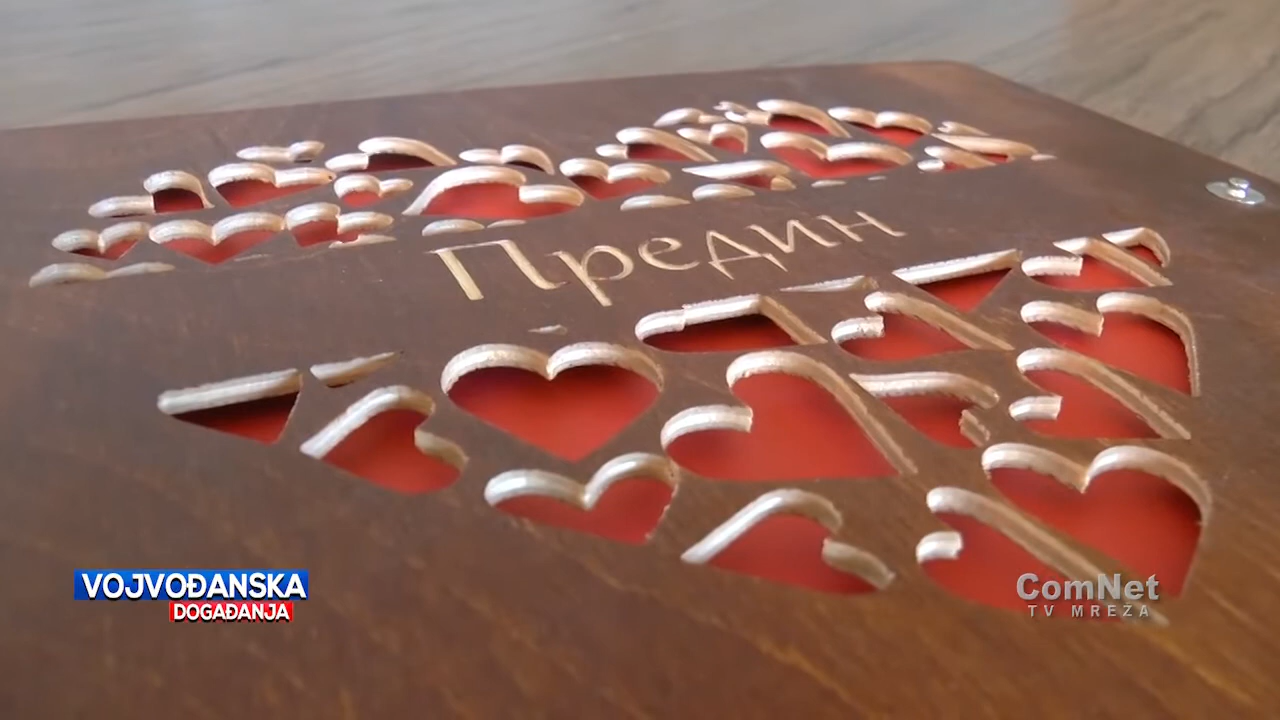 Предин
VOJVOĐANSKA
DOGAĐANJA
ComNet
TV MREŽA